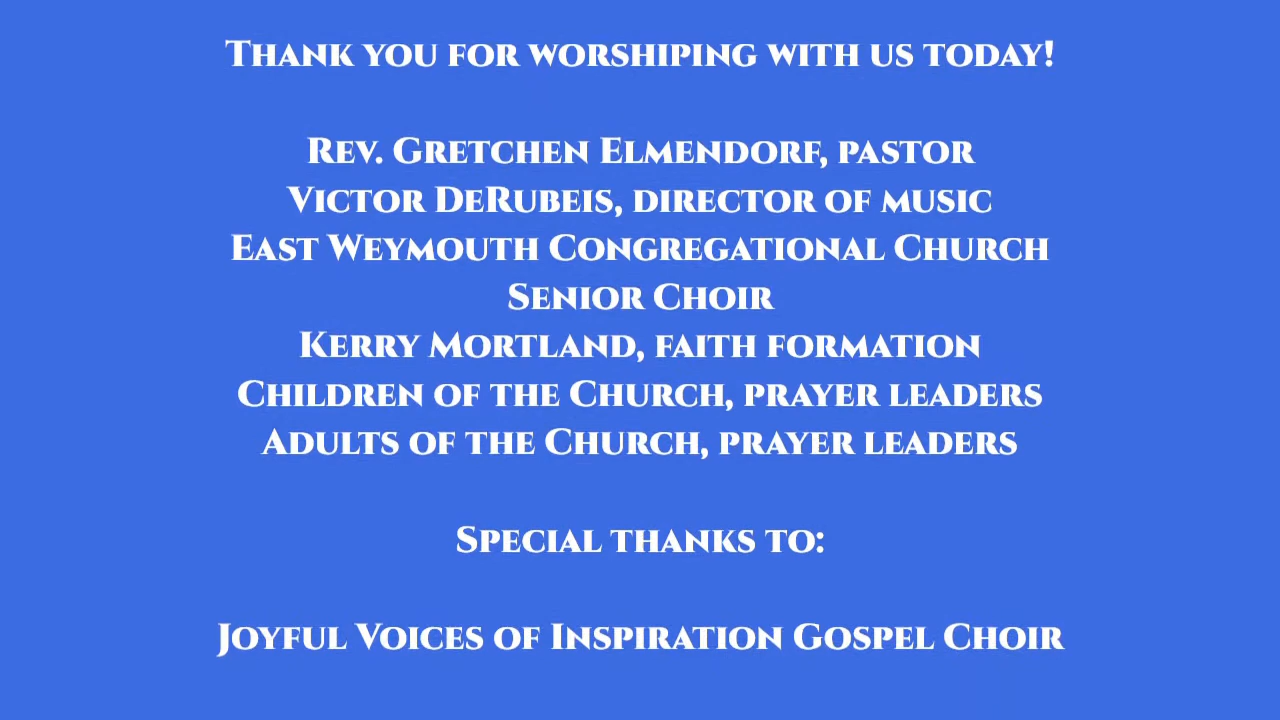 Thank you for worshiping with us today!
Rev. Gretchen Elmendorf, pastor
Victor DeRubeis, director of music
East Weymouth Congregational Church
Senior Choir
Kerry Mortland, faith formation
Children of the Church, prayer leaders
Adults of the Church, prayer leaders
Special thanks to:
Joyful Voices of Inspiration Gospel Choir